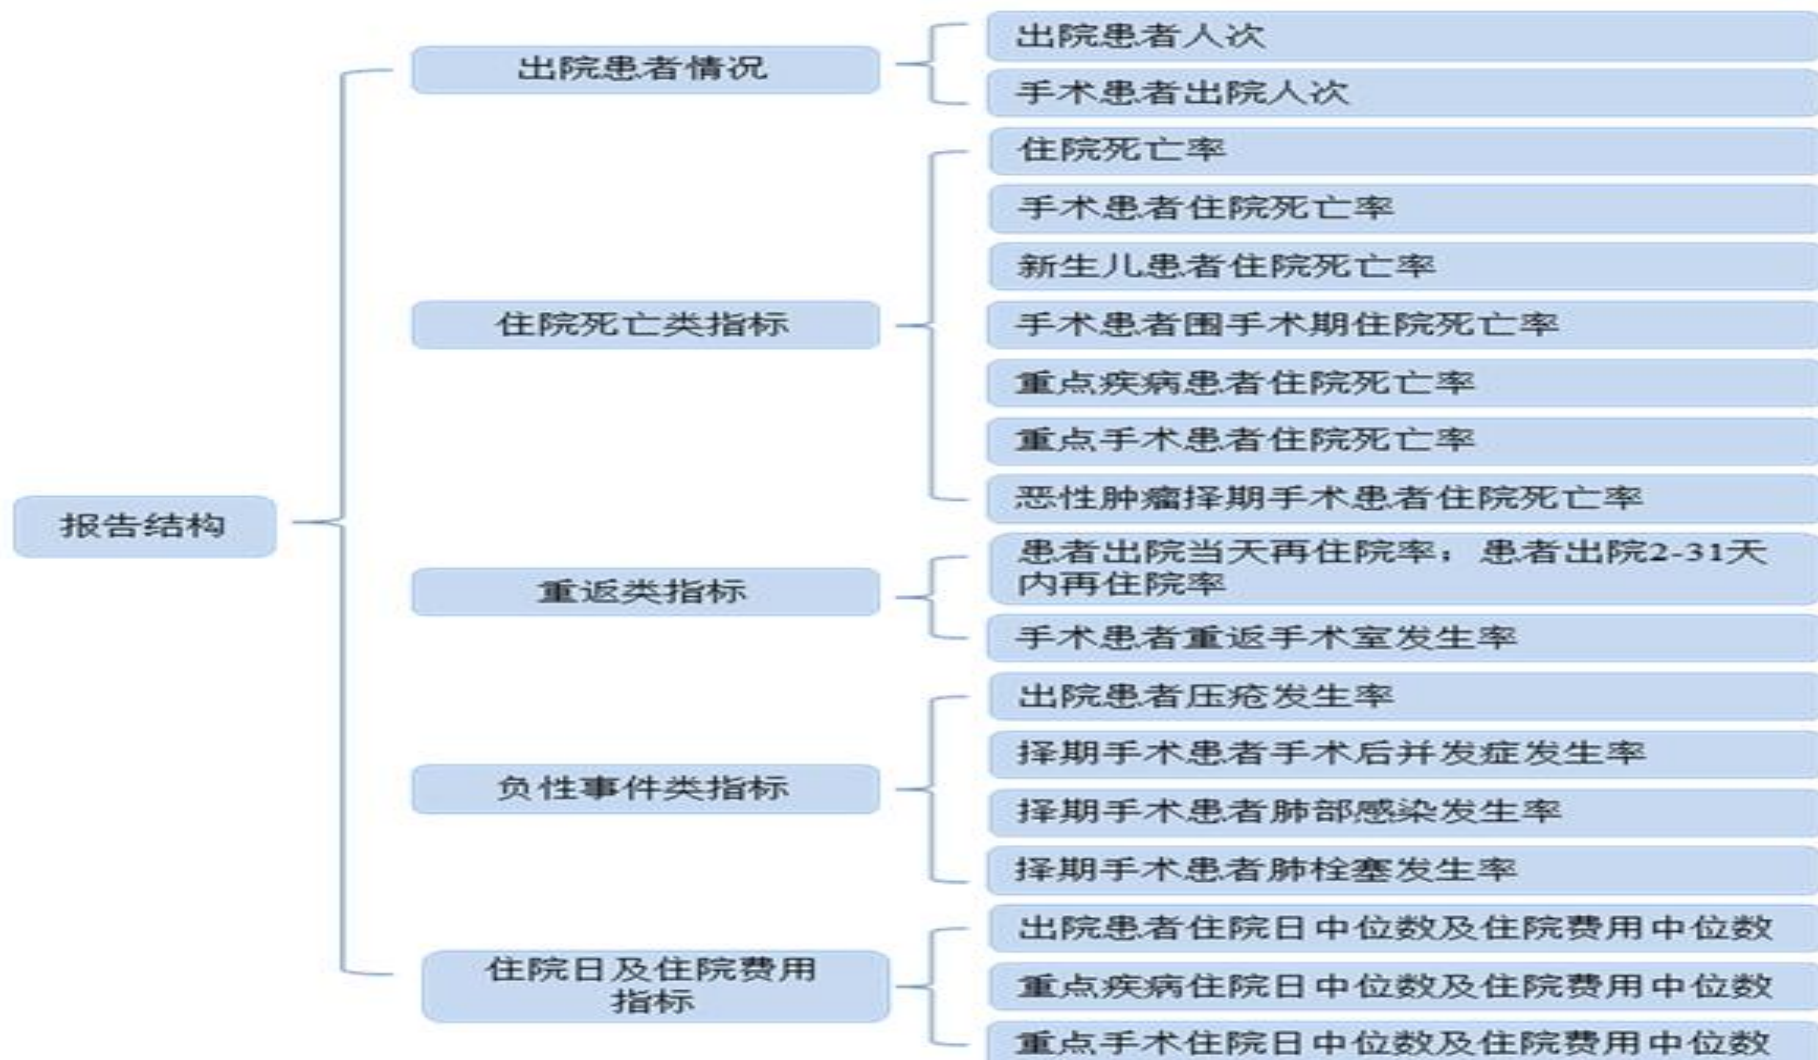 报告结构
出院患者情况
出院患者人次
手术患者出院人次
住院死亡类指标
住院死亡率
手术患者住院死亡率
新生儿患者住院死亡率
手术患者围手术期住院死亡率
重点疾病患者住院死亡率
重点手术患者住院死亡率
恶性肿瘤择期手术患者住院死亡率
重返类指标
患者出院当天再住院率；患者出院2-31天
内再住院率
手术患者重返手术室发生率
负性事件类指标
出院患者压疮发生率
择期手术患者手术后并发症发生率
择期手术患者肺部感染发生率
择期手术患者肺栓塞发生率
住院日及住院费用
指标
出院患者住院日中位数及住院费用中位数
重点疾病住院日中位数及住院费用中位数
重点手术住院日中位数及住院费用中位数